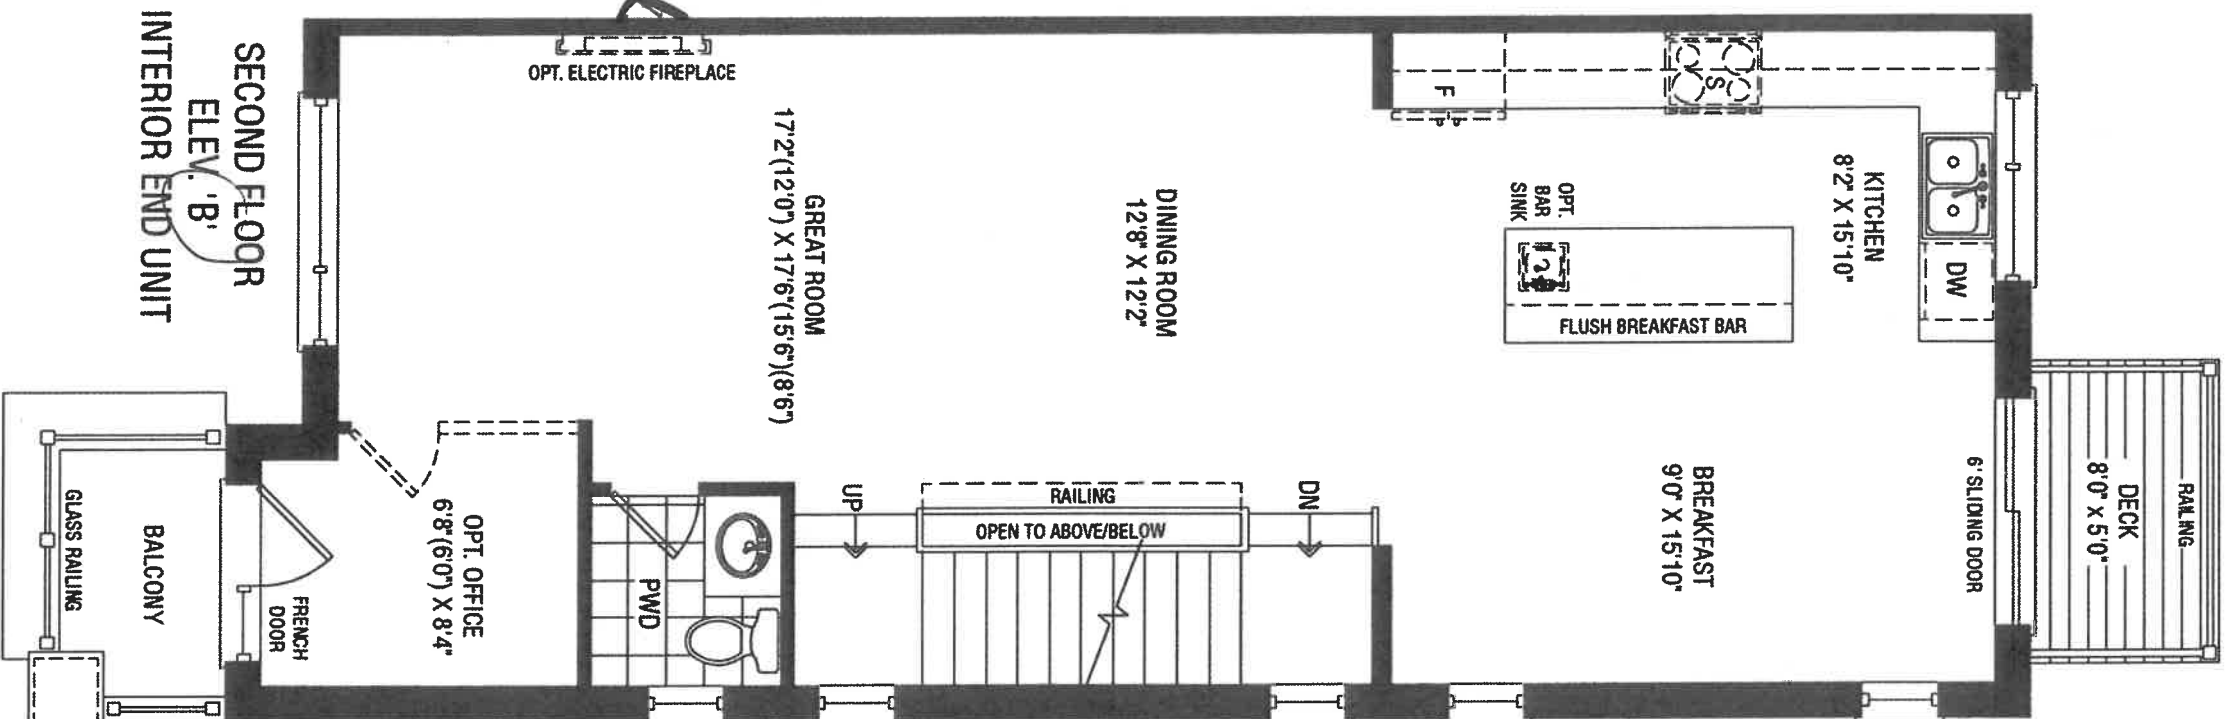 SECOND FLOOR
ELEV. 'B'
INTERIOR END UNIT
OPT. ELECTRIC FIREPLACE
GREAT ROOM
17'2"(12'0") X 17'6"(15'6")(8'6")
DINING ROOM
12'8" X 12'2"
F
S
KITCHEN
8'2" X 15'10"
DW
OPT.
BAR
SINK
FLUSH BREAKFAST BAR
BREAKFAST
9'0" X 15'10"
6' SLIDING DOOR
DECK
8'0" x 5'0"
RAILING
DN
RAILING
OPEN TO ABOVE/BELOW
UP
PWD
OPT. OFFICE
6'8"(6'0") X 8'4"
FRENCH
DOOR
BALCONY
GLASS RAILING